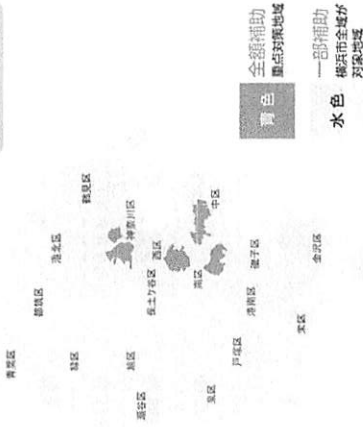 青葉区
都筑区
港北区
緑区
鶴見区
旭区
神奈川区
瀬谷区
保土ケ谷区
西区
泉区
南区
中区
戸塚区
港南区
磯子区
栄区
金沢区
青色
全額補助
重点対策地域
水色
一部補助
横浜市全域が
対象地域